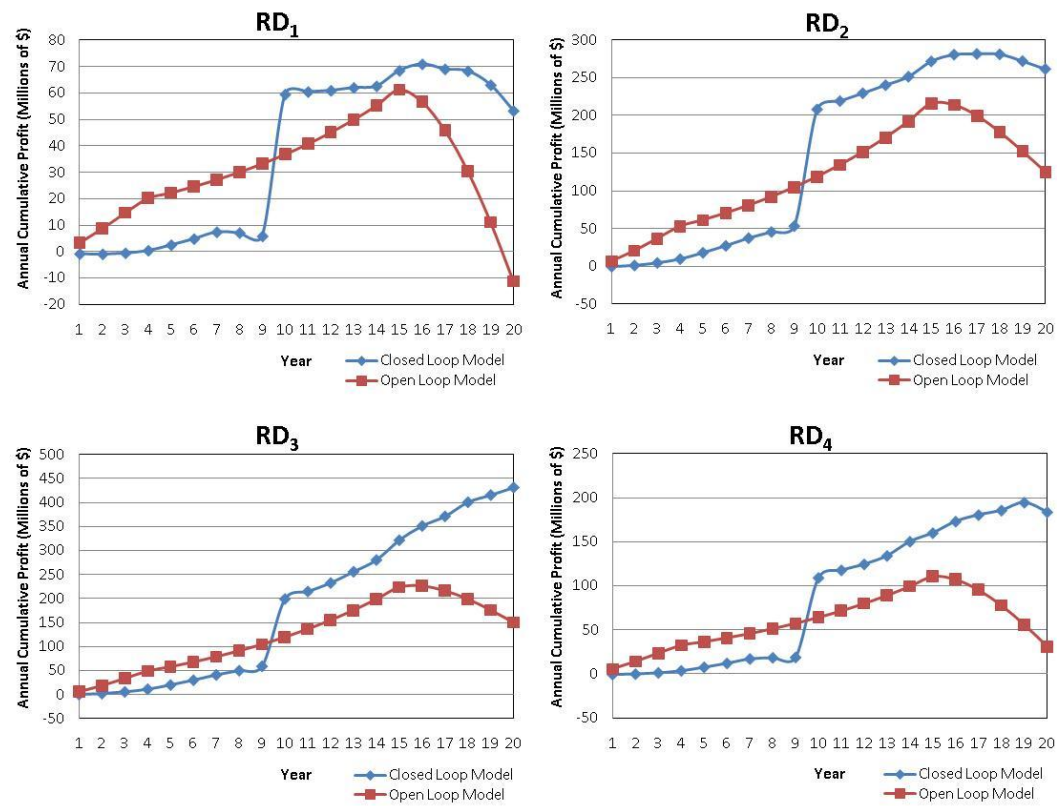 RD₁
Annual Cumulative Profit (Millions of $)
80
70
60
50
40
30
20
10
0
-10
-20
1 2 3 4 5 6 7 8 9 10 11 12 13 14 15 16 17 18 19 20
Year
Closed Loop Model
Open Loop Model
RD₂
Annual Cumulative Profit (Millions of $)
300
250
200
150
100
50
0
-50
1 2 3 4 5 6 7 8 9 10 11 12 13 14 15 16 17 18 19 20
Year
Closed Loop Model
Open Loop Model
RD₃
Annual Cumulative Profit (Millions of $)
500
450
400
350
300
250
200
150
100
50
0
-50
1 2 3 4 5 6 7 8 9 10 11 12 13 14 15 16 17 18 19 20
Year
Closed Loop Model
Open Loop Model
RD₄
Annual Cumulative Profit (Millions of $)
250
200
150
100
50
0
-50
1 2 3 4 5 6 7 8 9 10 11 12 13 14 15 16 17 18 19 20
Year
Closed Loop Model
Open Loop Model